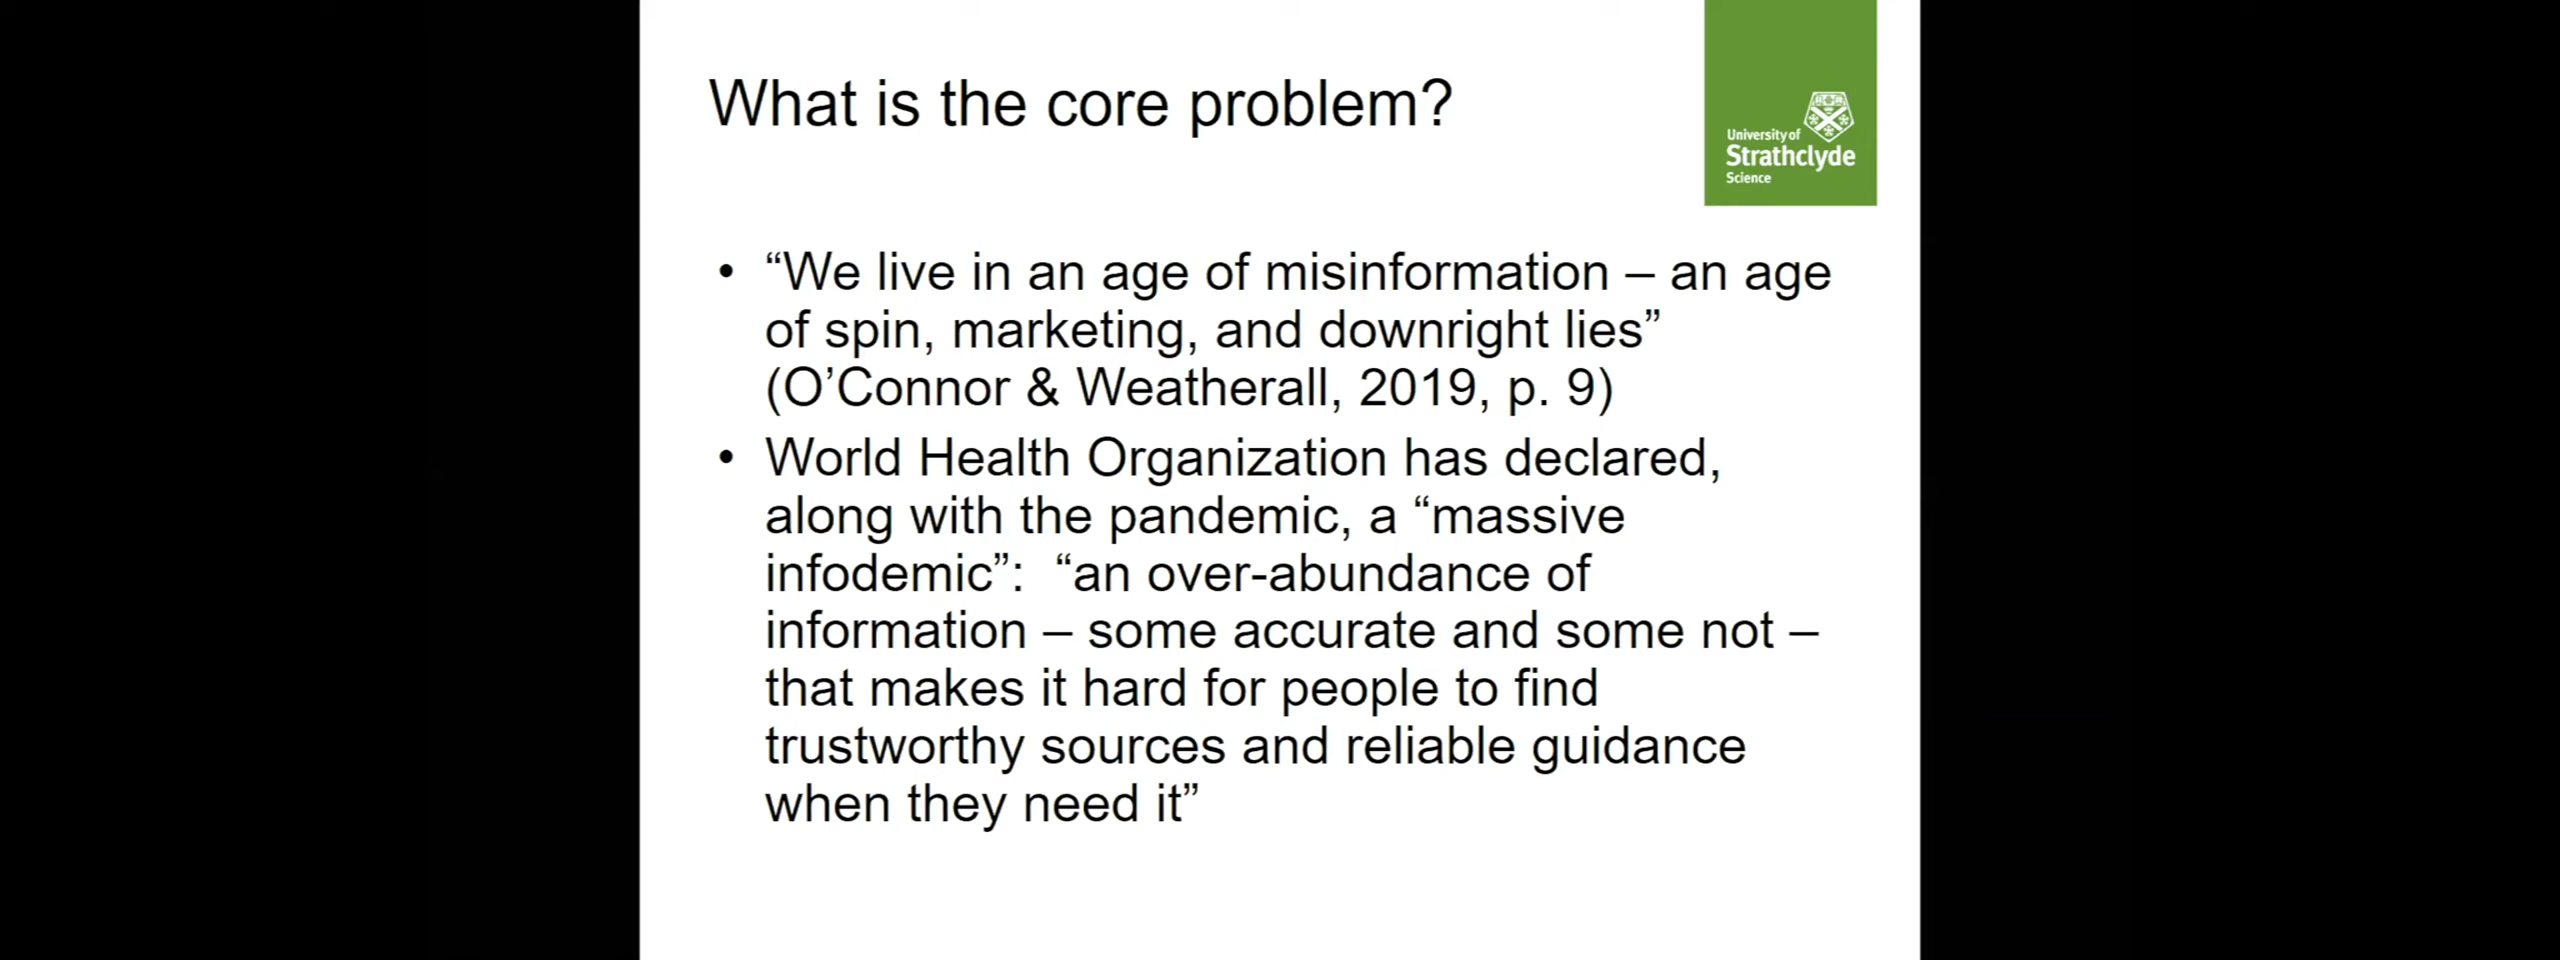 What is the core problem?
University of
Strathclyde
Science
• “We live in an age of misinformation – an age
of spin, marketing, and downright lies”
(O’Connor & Weatherall, 2019, p. 9)
• World Health Organization has declared,
along with the pandemic, a “massive
infodemic”:  “an over-abundance of
information – some accurate and some not –
that makes it hard for people to find
trustworthy sources and reliable guidance
when they need it”